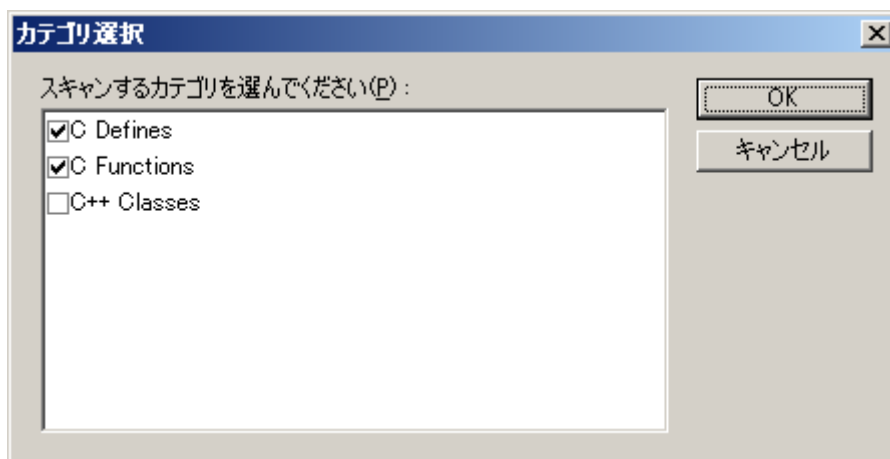 カテゴリ選択
スキャンするカテゴリを選んでください(P) :
C Defines
C Functions
C++ Classes
OK
キャンセル